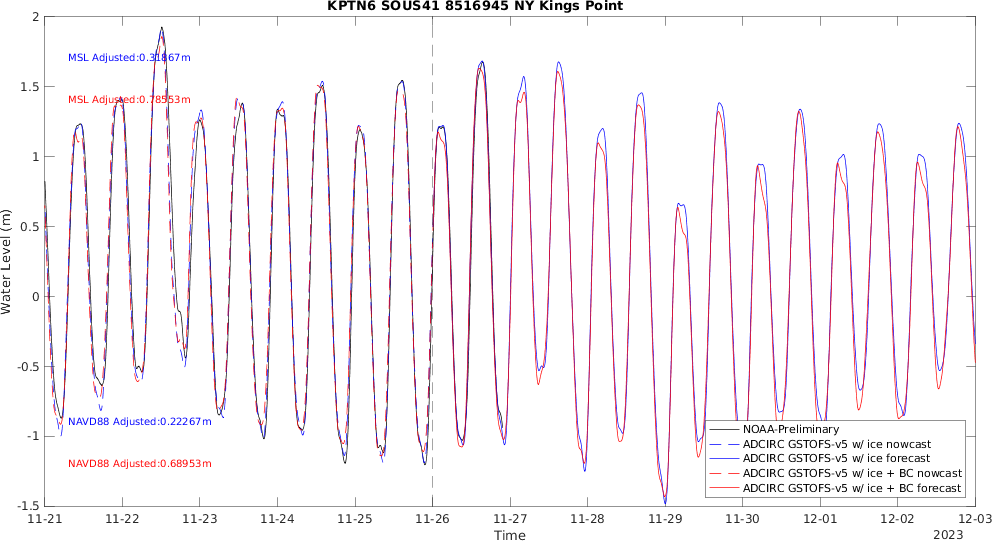 KPTN6 SOUS41 8516945 NY Kings Point
Water Level (m)
2
1.5
1
0.5
0
-0.5
-1
-1.5
MSL Adjusted:0.31867m
MSL Adjusted:0.78553m
NAVD88 Adjusted:0.22267m
NAVD88 Adjusted:0.68953m
NOAA-Preliminary
ADCIRC GSTOFS-v5 w/ ice nowcast
ADCIRC GSTOFS-v5 w/ ice forecast
ADCIRC GSTOFS-v5 w/ ice + BC nowcast
ADCIRC GSTOFS-v5 w/ ice + BC forecast
11-21 11-22 11-23 11-24 11-25 11-26 11-27 11-28 11-29 11-30 12-01 12-02 12-03
Time
2023